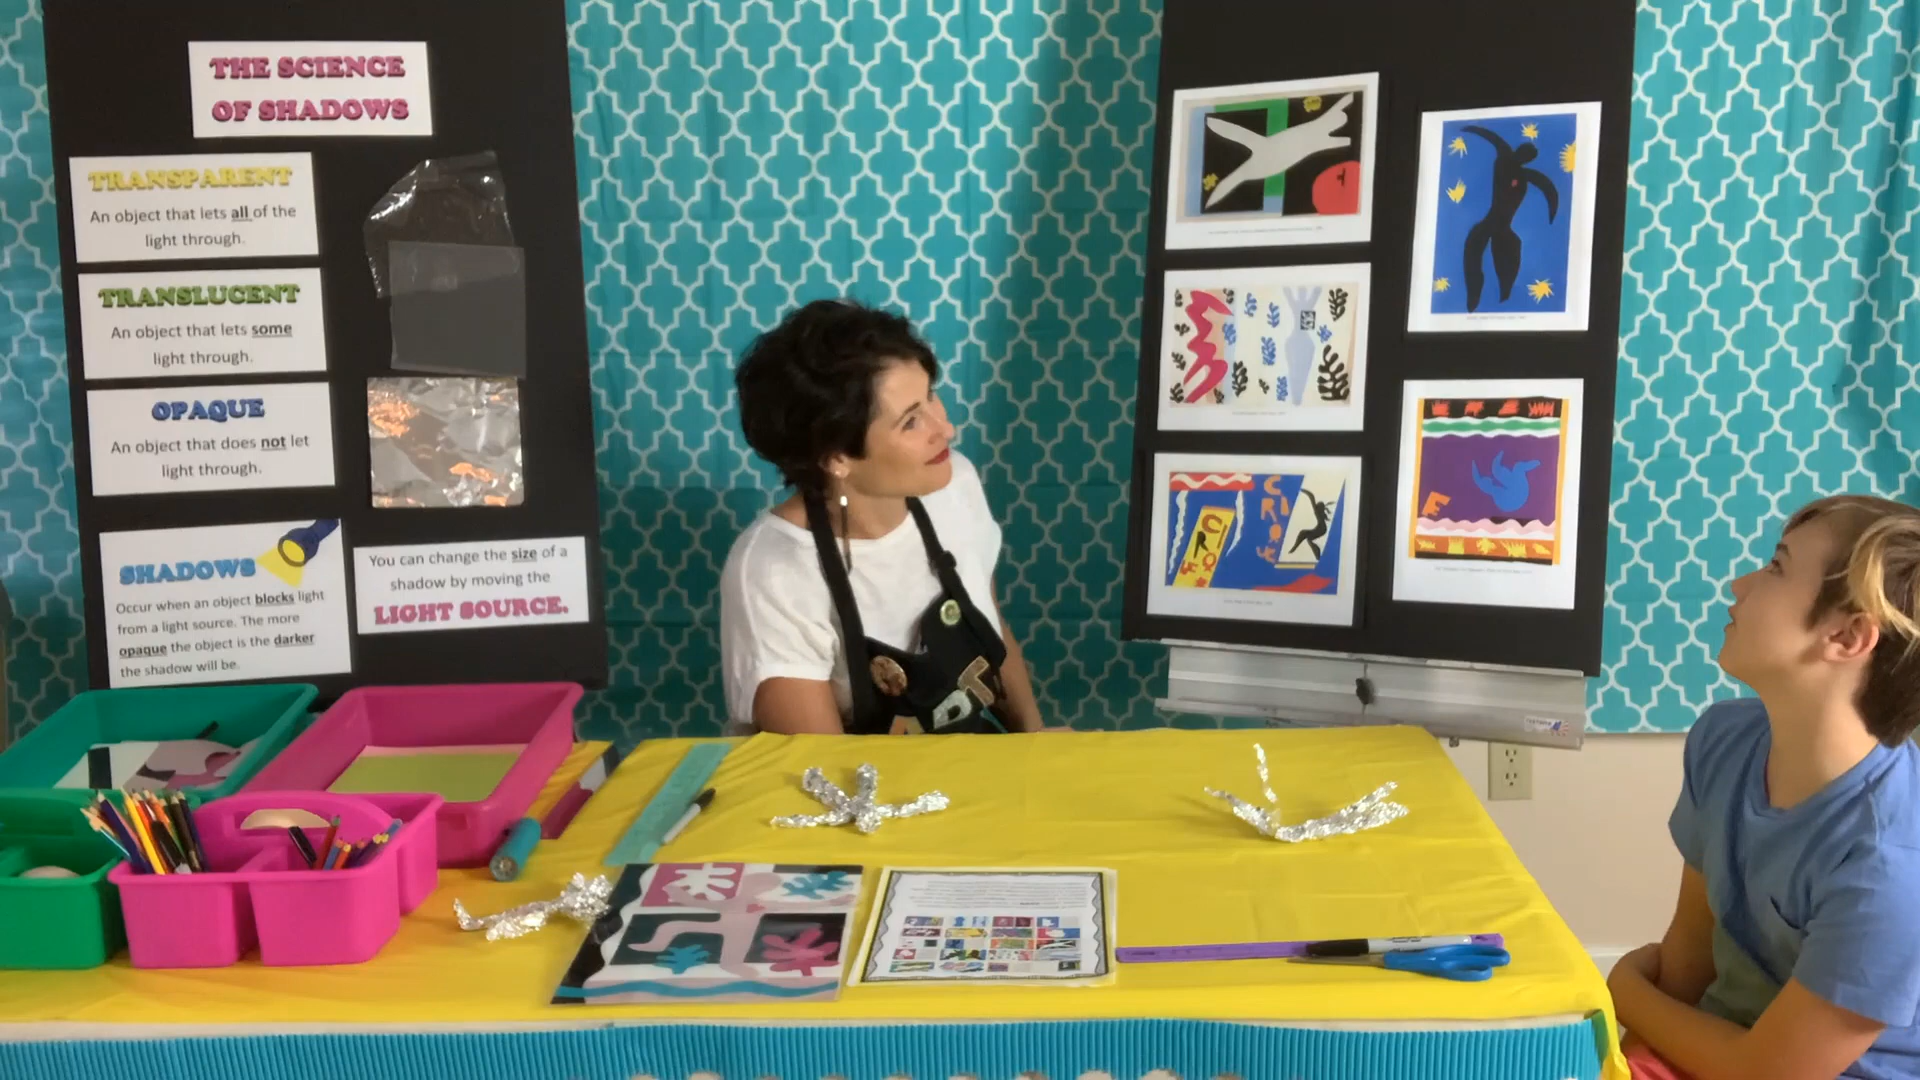 THE SCIENCE
OF SHADOWS
TRANSPARENT
An object that lets all of the
light through.
TRANSLUCENT
An object that lets some
light through.
OPAQUE
An object that does not let
light through.
SHADOWS
Occur when an object blocks light
from a light source. The more
opaque the object is the darker
the shadow will be.
You can change the size of a
shadow by moving the
LIGHT SOURCE.
CIRQUE
ART